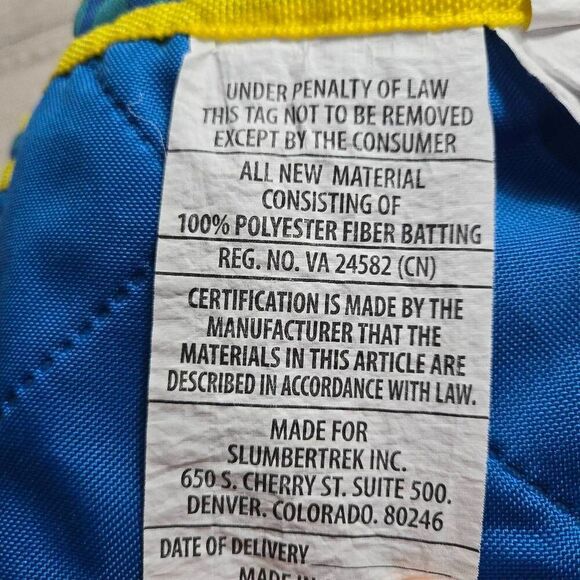 UNDER PENALTY OF LAW
THIS TAG NOT TO BE REMOVED
EXCEPT BY THE CONSUMER
ALL NEW MATERIAL
CONSISTING OF
100% POLYESTER FIBER BATTING
REG. NO. VA 24582 (CN)
CERTIFICATION IS MADE BY THE
MANUFACTURER THAT THE
MATERIALS IN THIS ARTICLE ARE
DESCRIBED IN ACCORDANCE WITH LAW.
MADE FOR
SLUMBERTREK INC.
650 S. CHERRY ST. SUITE 500.
DENVER. COLORADO. 80246
DATE OF DELIVERY
MADE IN